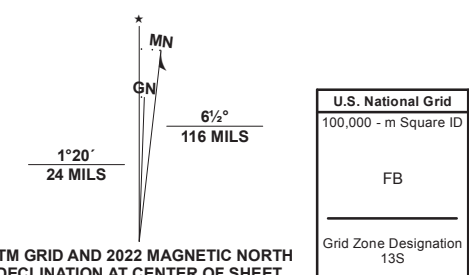 ★
MN
GN
6½°
116 MILS
1°20´
24 MILS
TM GRID AND 2022 MAGNETIC NORTH
DECLINATION AT CENTER OF SHEET
U.S. National Grid
100,000 - m Square ID
FB
Grid Zone Designation
13S